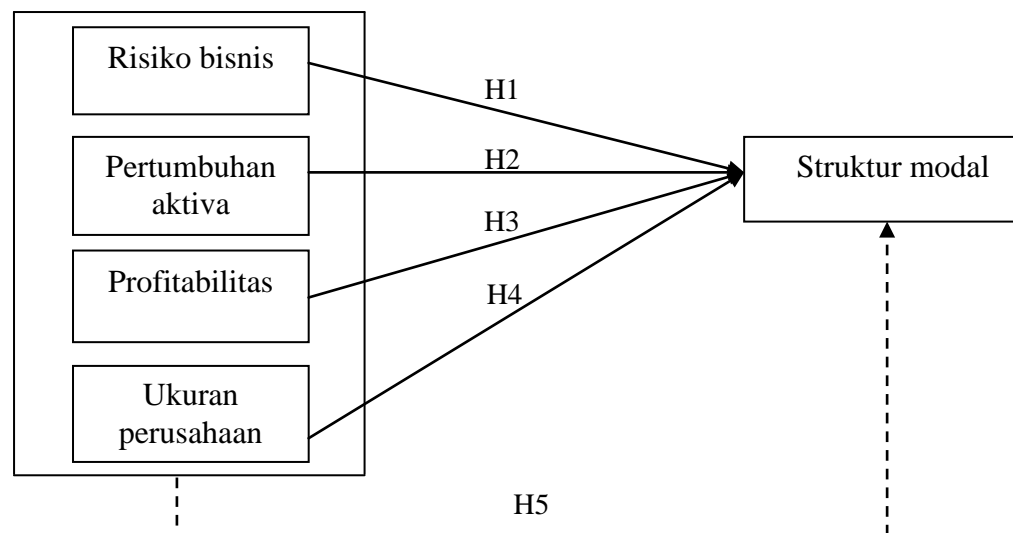 Risiko bisnis
H1
Pertumbuhan
aktiva
H2
Struktur modal
Profitabilitas
H3
H4
Ukuran
perusahaan
H5